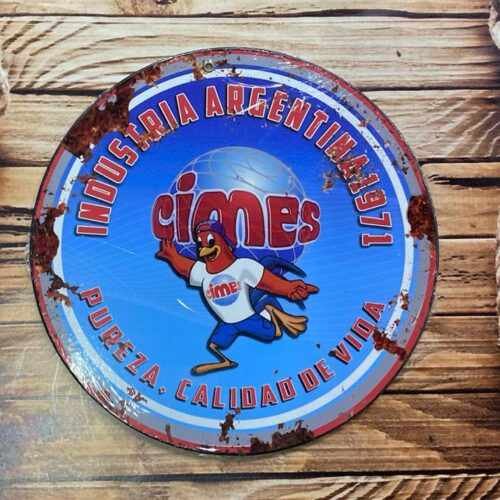 INDUSTRIA ARGENTINA 1971
cimes
cimes
PUREZA, CALIDAD DE VIDA